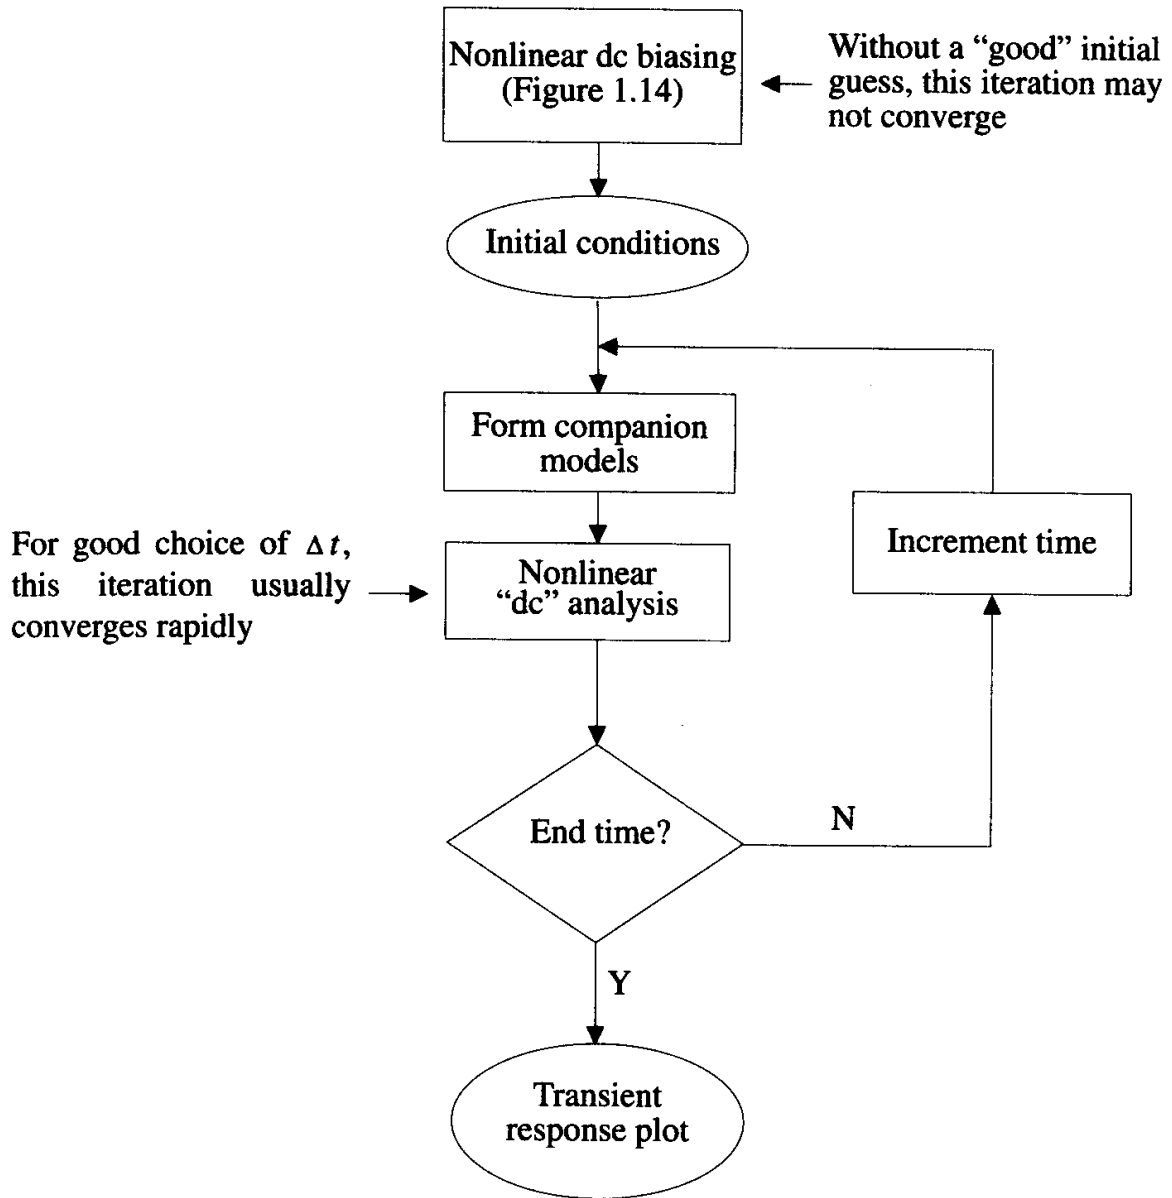 Nonlinear dc biasing
(Figure 1.14)
Without a “good” initial
guess, this iteration may
not converge
Initial conditions
Form companion
models
Increment time
For good choice of Δt,
this iteration usually
converges rapidly
Nonlinear
“dc” analysis
End time?
N
Y
Transient
response plot